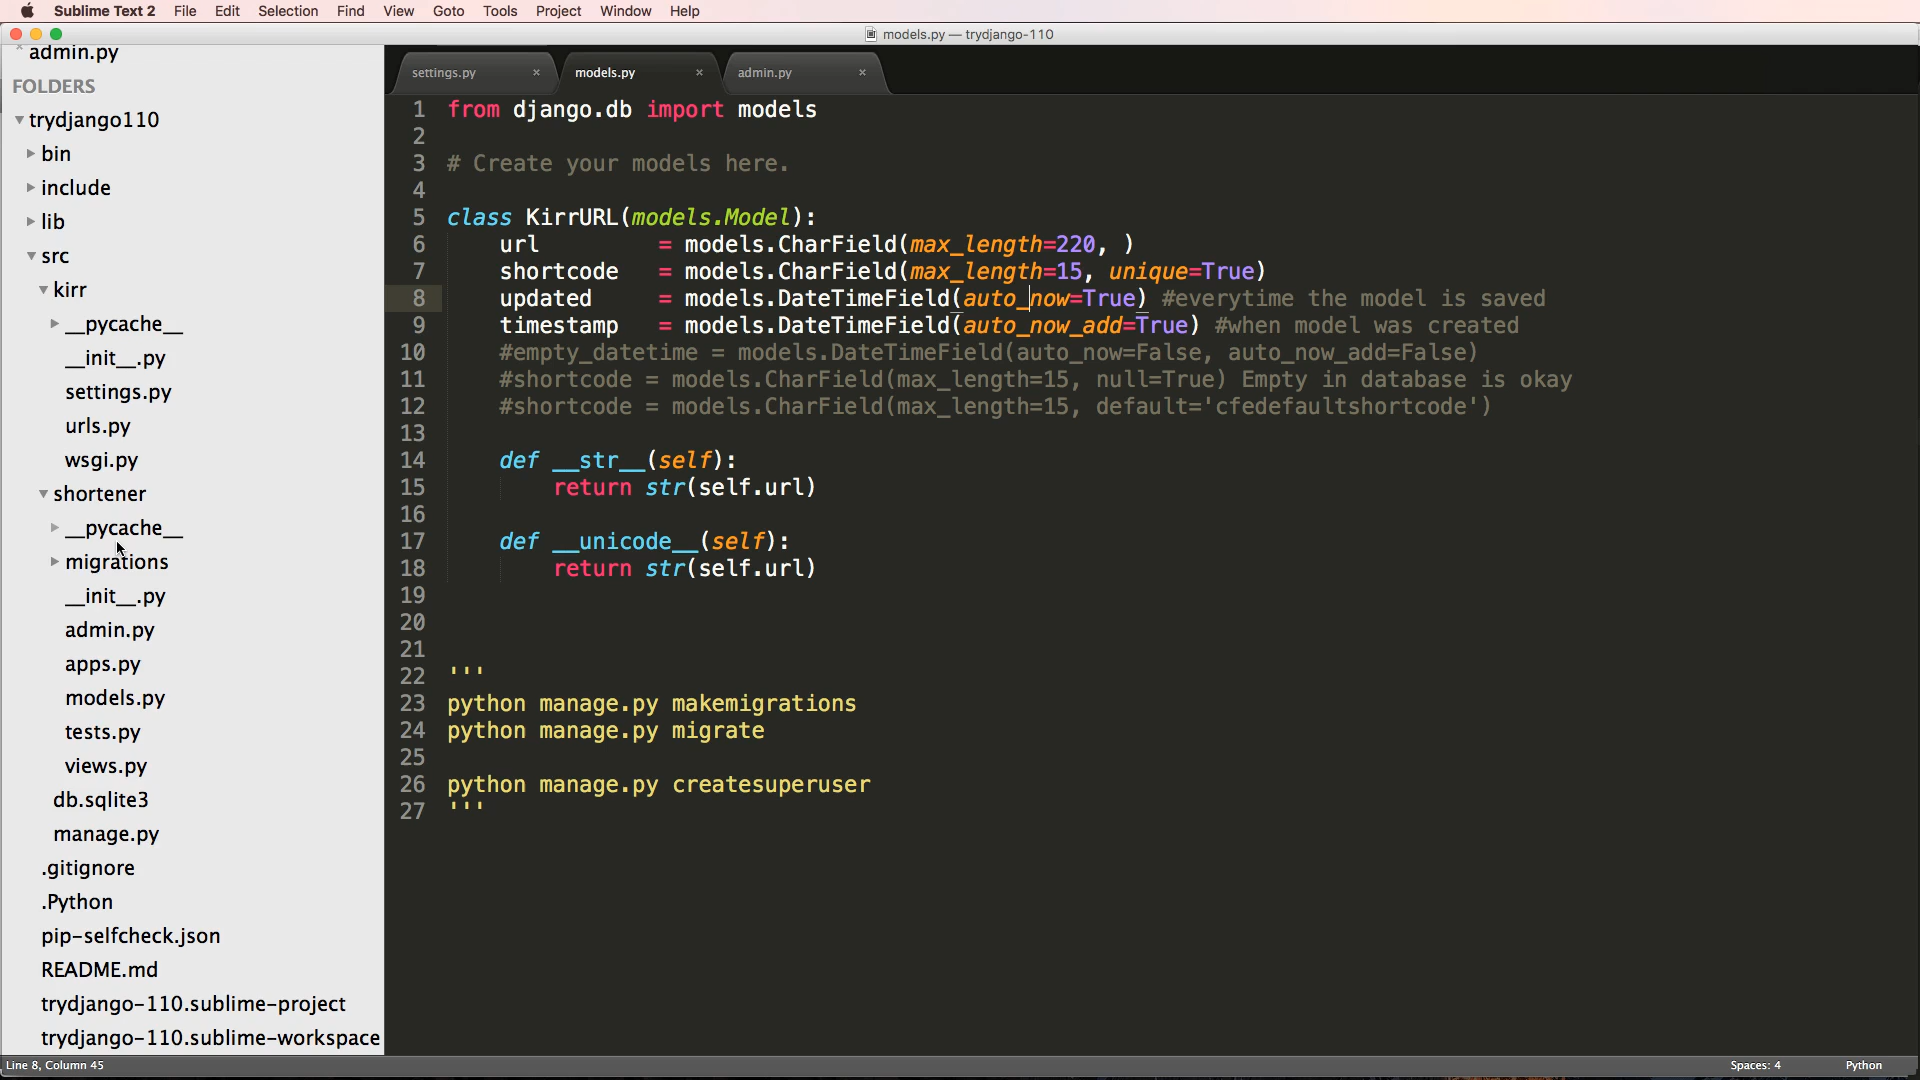 Sublime Text 2 File Edit Selection Find View Goto Tools Project Window Help
models.py — trydjango-110
admin.py
FOLDERS
trydjango110
bin
include
lib
src
kirr
__pycache__
__init__.py
settings.py
urls.py
wsgi.py
shortener
__pycache__
migrations
__init__.py
admin.py
apps.py
models.py
tests.py
views.py
db.sqlite3
manage.py
.gitignore
.Python
pip-selfcheck.json
README.md
trydjango-110.sublime-project
trydjango-110.sublime-workspace
settings.py × models.py × admin.py ×
1 from django.db import models
2
3 # Create your models here.
4
5 class KirrURL(models.Model):
6 url = models.CharField(max_length=220, )
7 shortcode = models.CharField(max_length=15, unique=True)
8 updated = models.DateTimeField(auto_now=True) #everytime the model is saved
9 timestamp = models.DateTimeField(auto_now_add=True) #when model was created
10 #empty_datetime = models.DateTimeField(auto_now=False, auto_now_add=False)
11 #shortcode = models.CharField(max_length=15, null=True) Empty in database is okay
12 #shortcode = models.CharField(max_length=15, default='cfedefaultshortcode')
13
14 def __str__(self):
15 return str(self.url)
16
17 def __unicode__(self):
18 return str(self.url)
19
20
21
22 '''
23 python manage.py makemigrations
24 python manage.py migrate
25
26 python manage.py createsuperuser
27 '''
Line 8, Column 45 Spaces: 4 Python